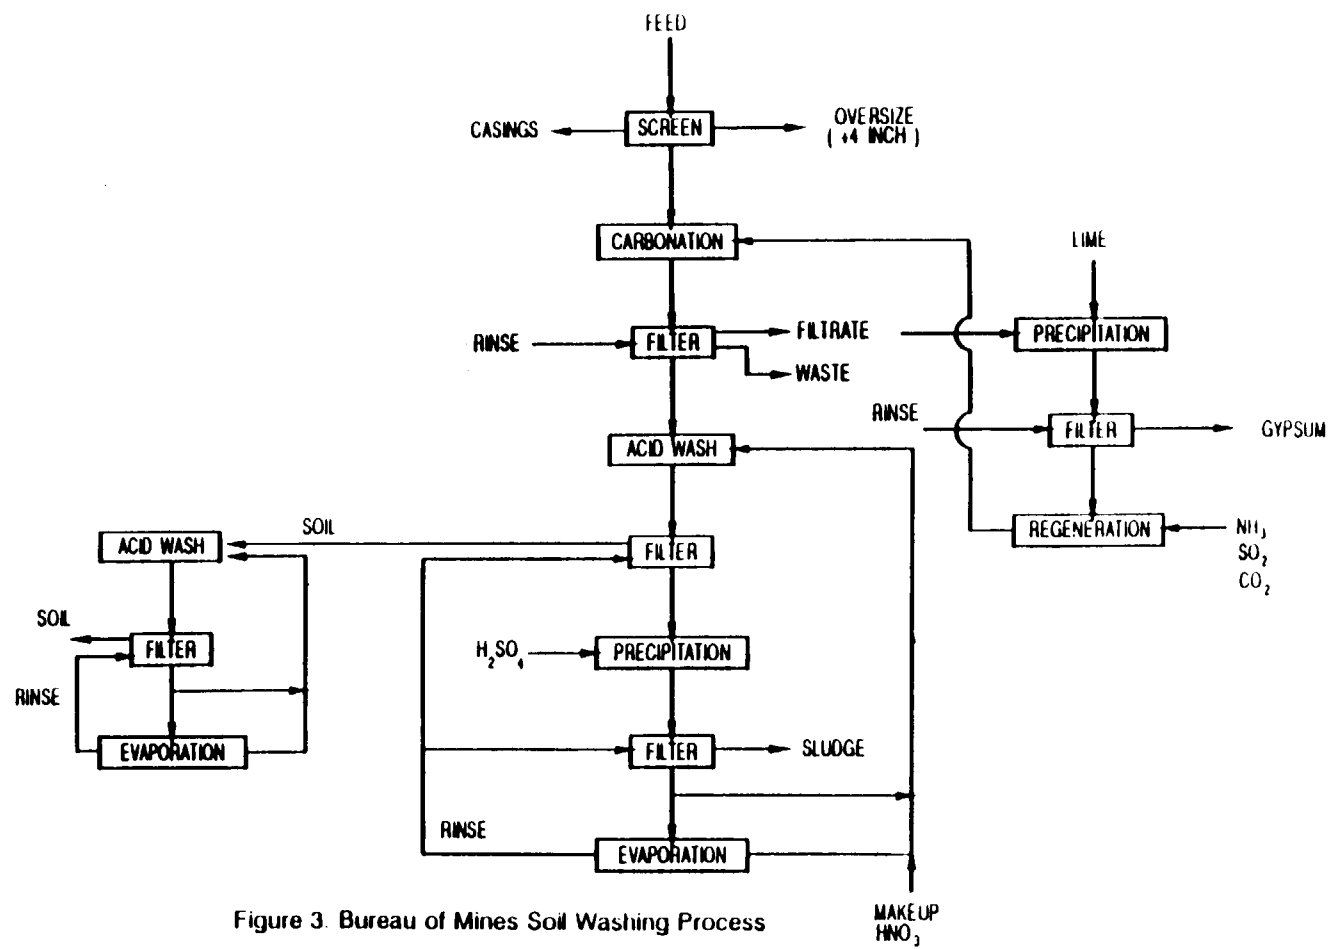 FEED
CASINGS
SCREEN
OVERSIZE
( +4 INCH )
CARBONATION
LIME
RINSE
FILTER
FILTRATE
WASTE
PRECIPITATION
RINSE
FILTER
GYPSUM
ACID WASH
REGENERATION
NH₃
SO₂
CO₂
SOIL
ACID WASH
FILTER
SOIL
FILTER
RINSE
EVAPORATION
H₂SO₄
PRECIPITATION
FILTER
SLUDGE
RINSE
EVAPORATION
MAKEUP
HNO₃
Figure 3. Bureau of Mines Soil Washing Process